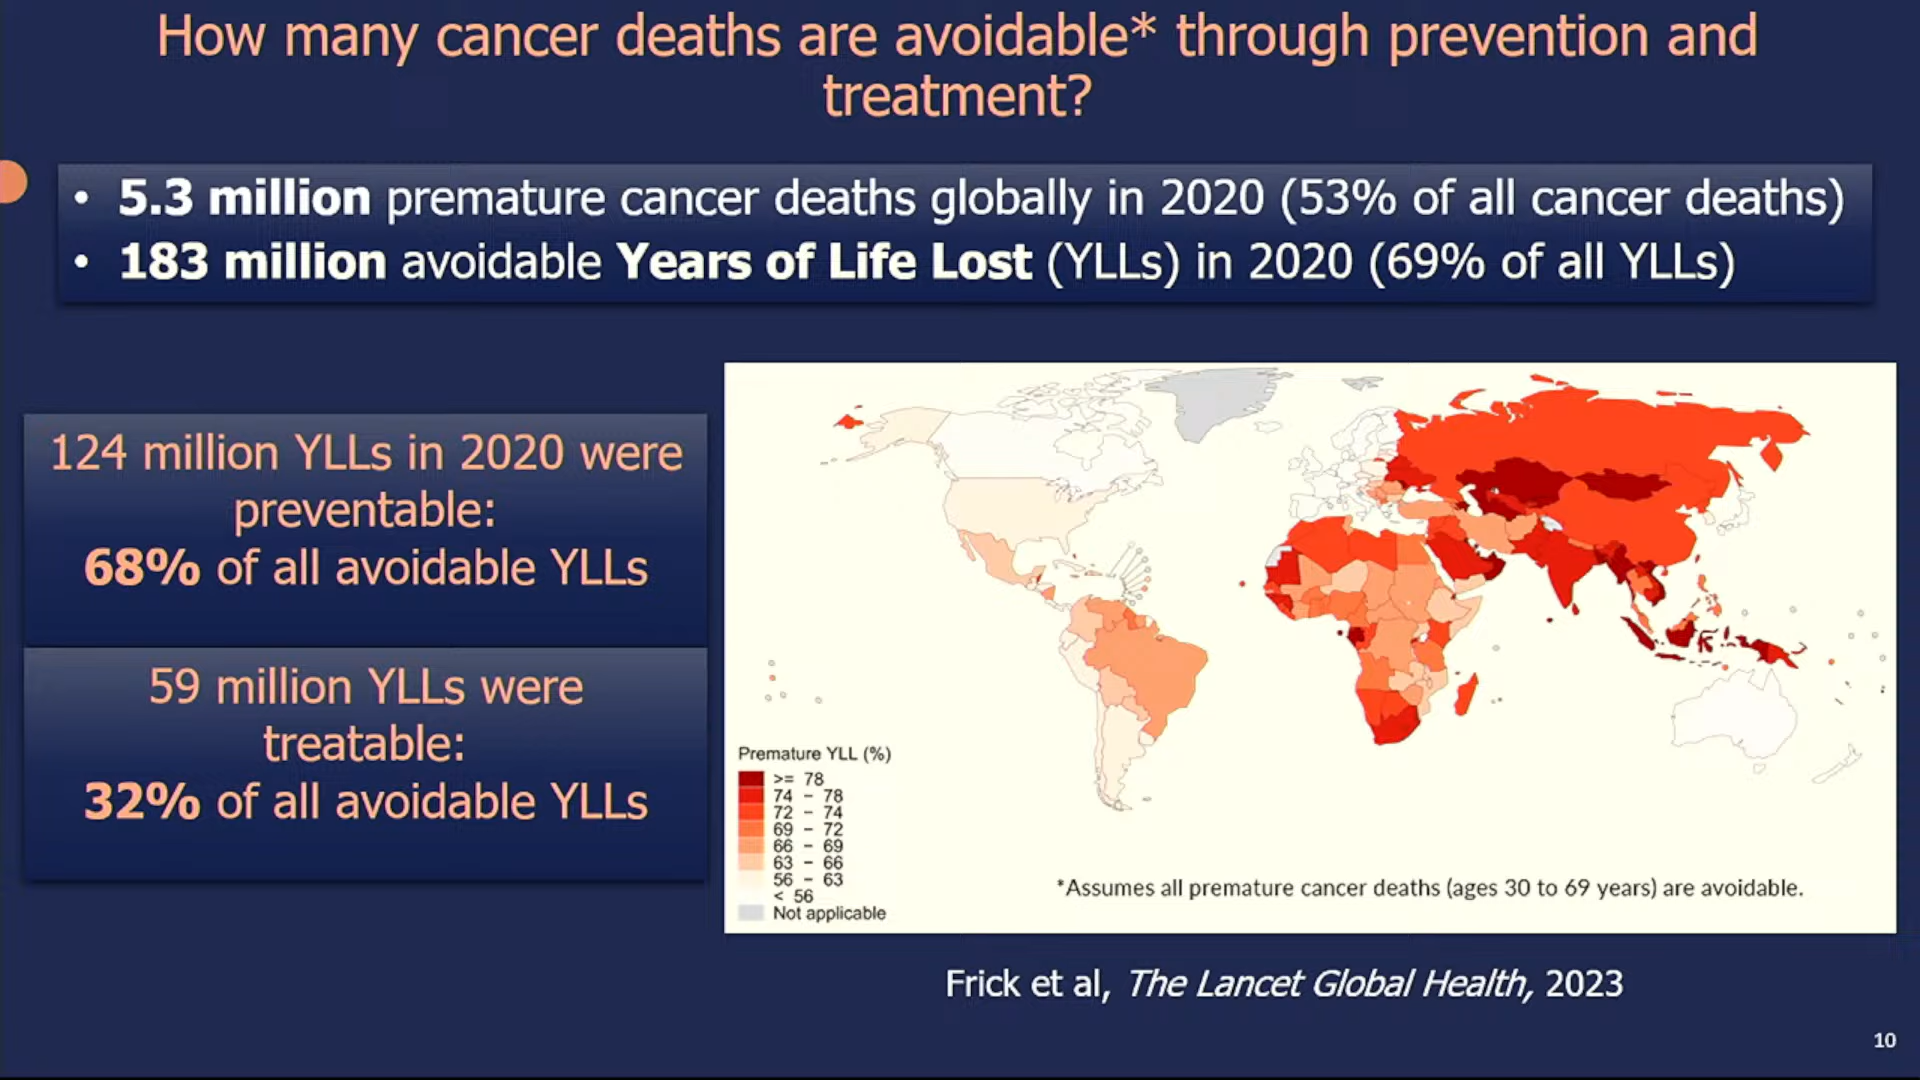 How many cancer deaths are avoidable* through prevention and
treatment?
• 5.3 million premature cancer deaths globally in 2020 (53% of all cancer deaths)
• 183 million avoidable Years of Life Lost (YLLs) in 2020 (69% of all YLLs)
124 million YLLs in 2020 were
preventable:
68% of all avoidable YLLs
59 million YLLs were
treatable:
32% of all avoidable YLLs
Premature YLL (%)
>= 78
74 - 78
72 - 74
69 - 72
66 - 69
63 - 66
56 - 63
< 56
Not applicable
*Assumes all premature cancer deaths (ages 30 to 69 years) are avoidable.
Frick et al, The Lancet Global Health, 2023
10